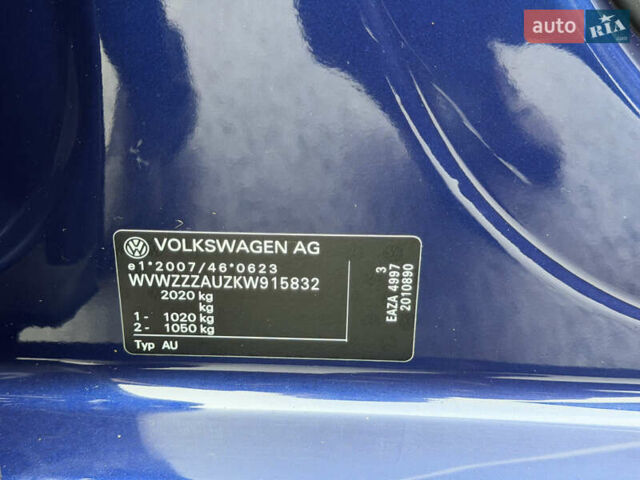 auto
RIA
.com
VOLKSWAGEN AG
e1*2007/46*0623
WVWZZZAUZKW915832
2020 kg
kg
1- 1020 kg
2- 1050 kg
Typ AU
3
EAZA 4997
2010890